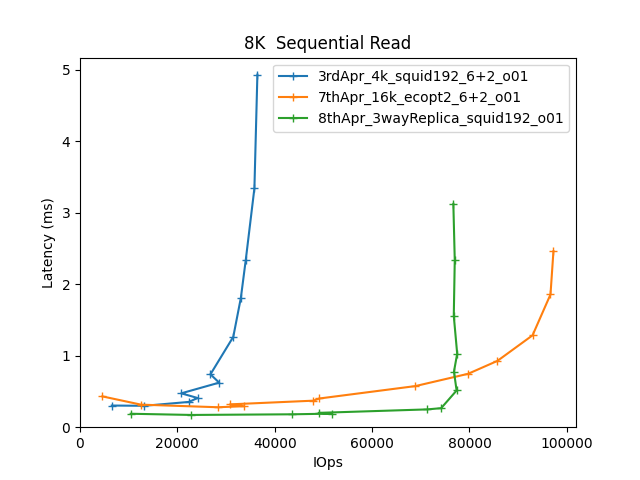 8K  Sequential Read
3rdApr_4k_squid192_6+2_o01
7thApr_16k_ecopt2_6+2_o01
8thApr_3wayReplica_squid192_o01
Latency (ms)
5
4
3
2
1
0
0 20000 40000 60000 80000 100000
IOps